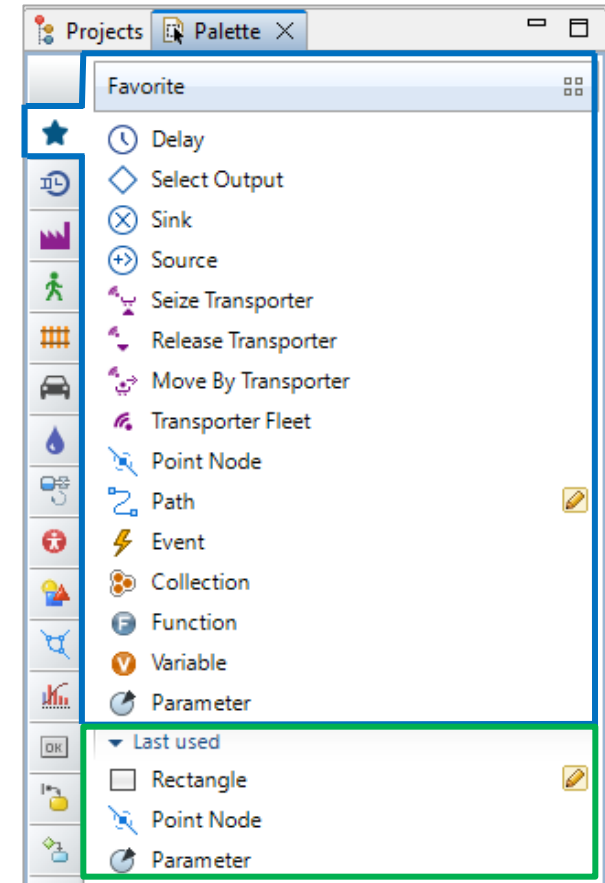 Projects Palette
Favorite
Delay
Select Output
Sink
Source
Seize Transporter
Release Transporter
Move By Transporter
Transporter Fleet
Point Node
Path
Event
Collection
F Function
V Variable
Parameter
OK
Last used
Rectangle
Point Node
Parameter